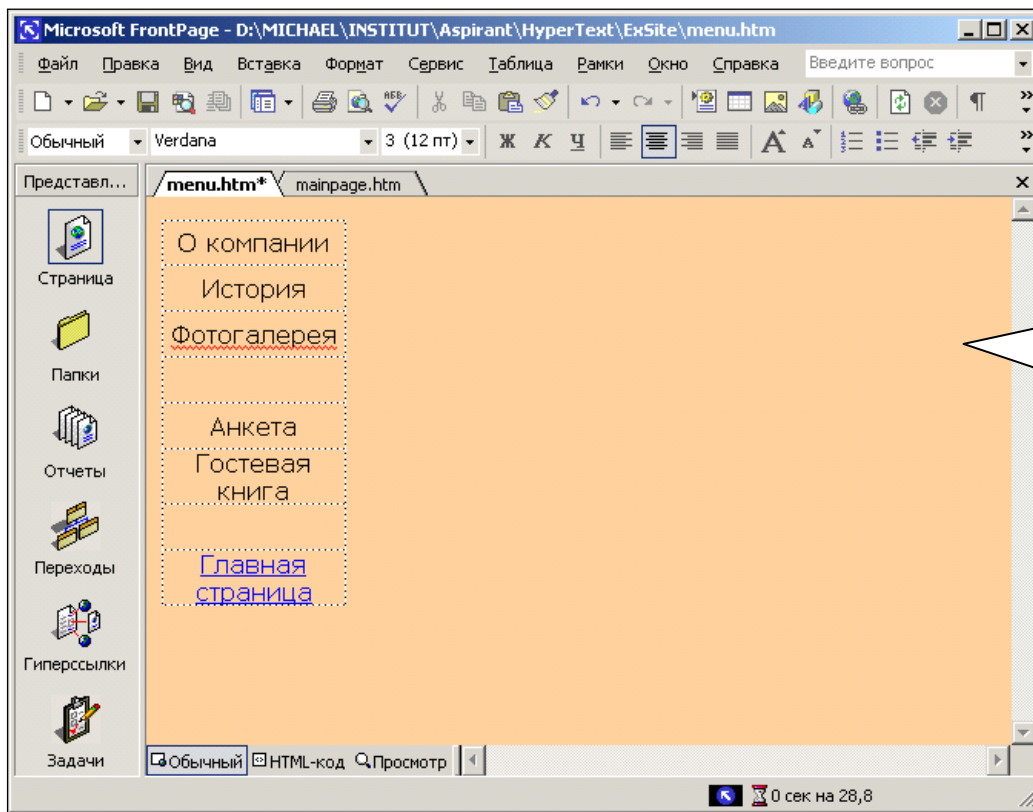 Microsoft FrontPage - D:\MICHAEL\INSTITUT\Aspirant\HyperText\ExSite\menu.htm
Файл Правка Вид Вставка Формат Сервис Таблица Рамки Окно Справка Введите вопрос
Обычный Verdana 3 (12 пт) Ж К Ч
Представл... menu.htm* mainpage.htm
Страница
Папки
Отчеты
Переходы
Гиперссылки
Задачи
О компании
История
Фотогалерея
Анкета
Гостевая
книга
Главная
страница
Обычный HTML-код Просмотр
0 сек на 28,8